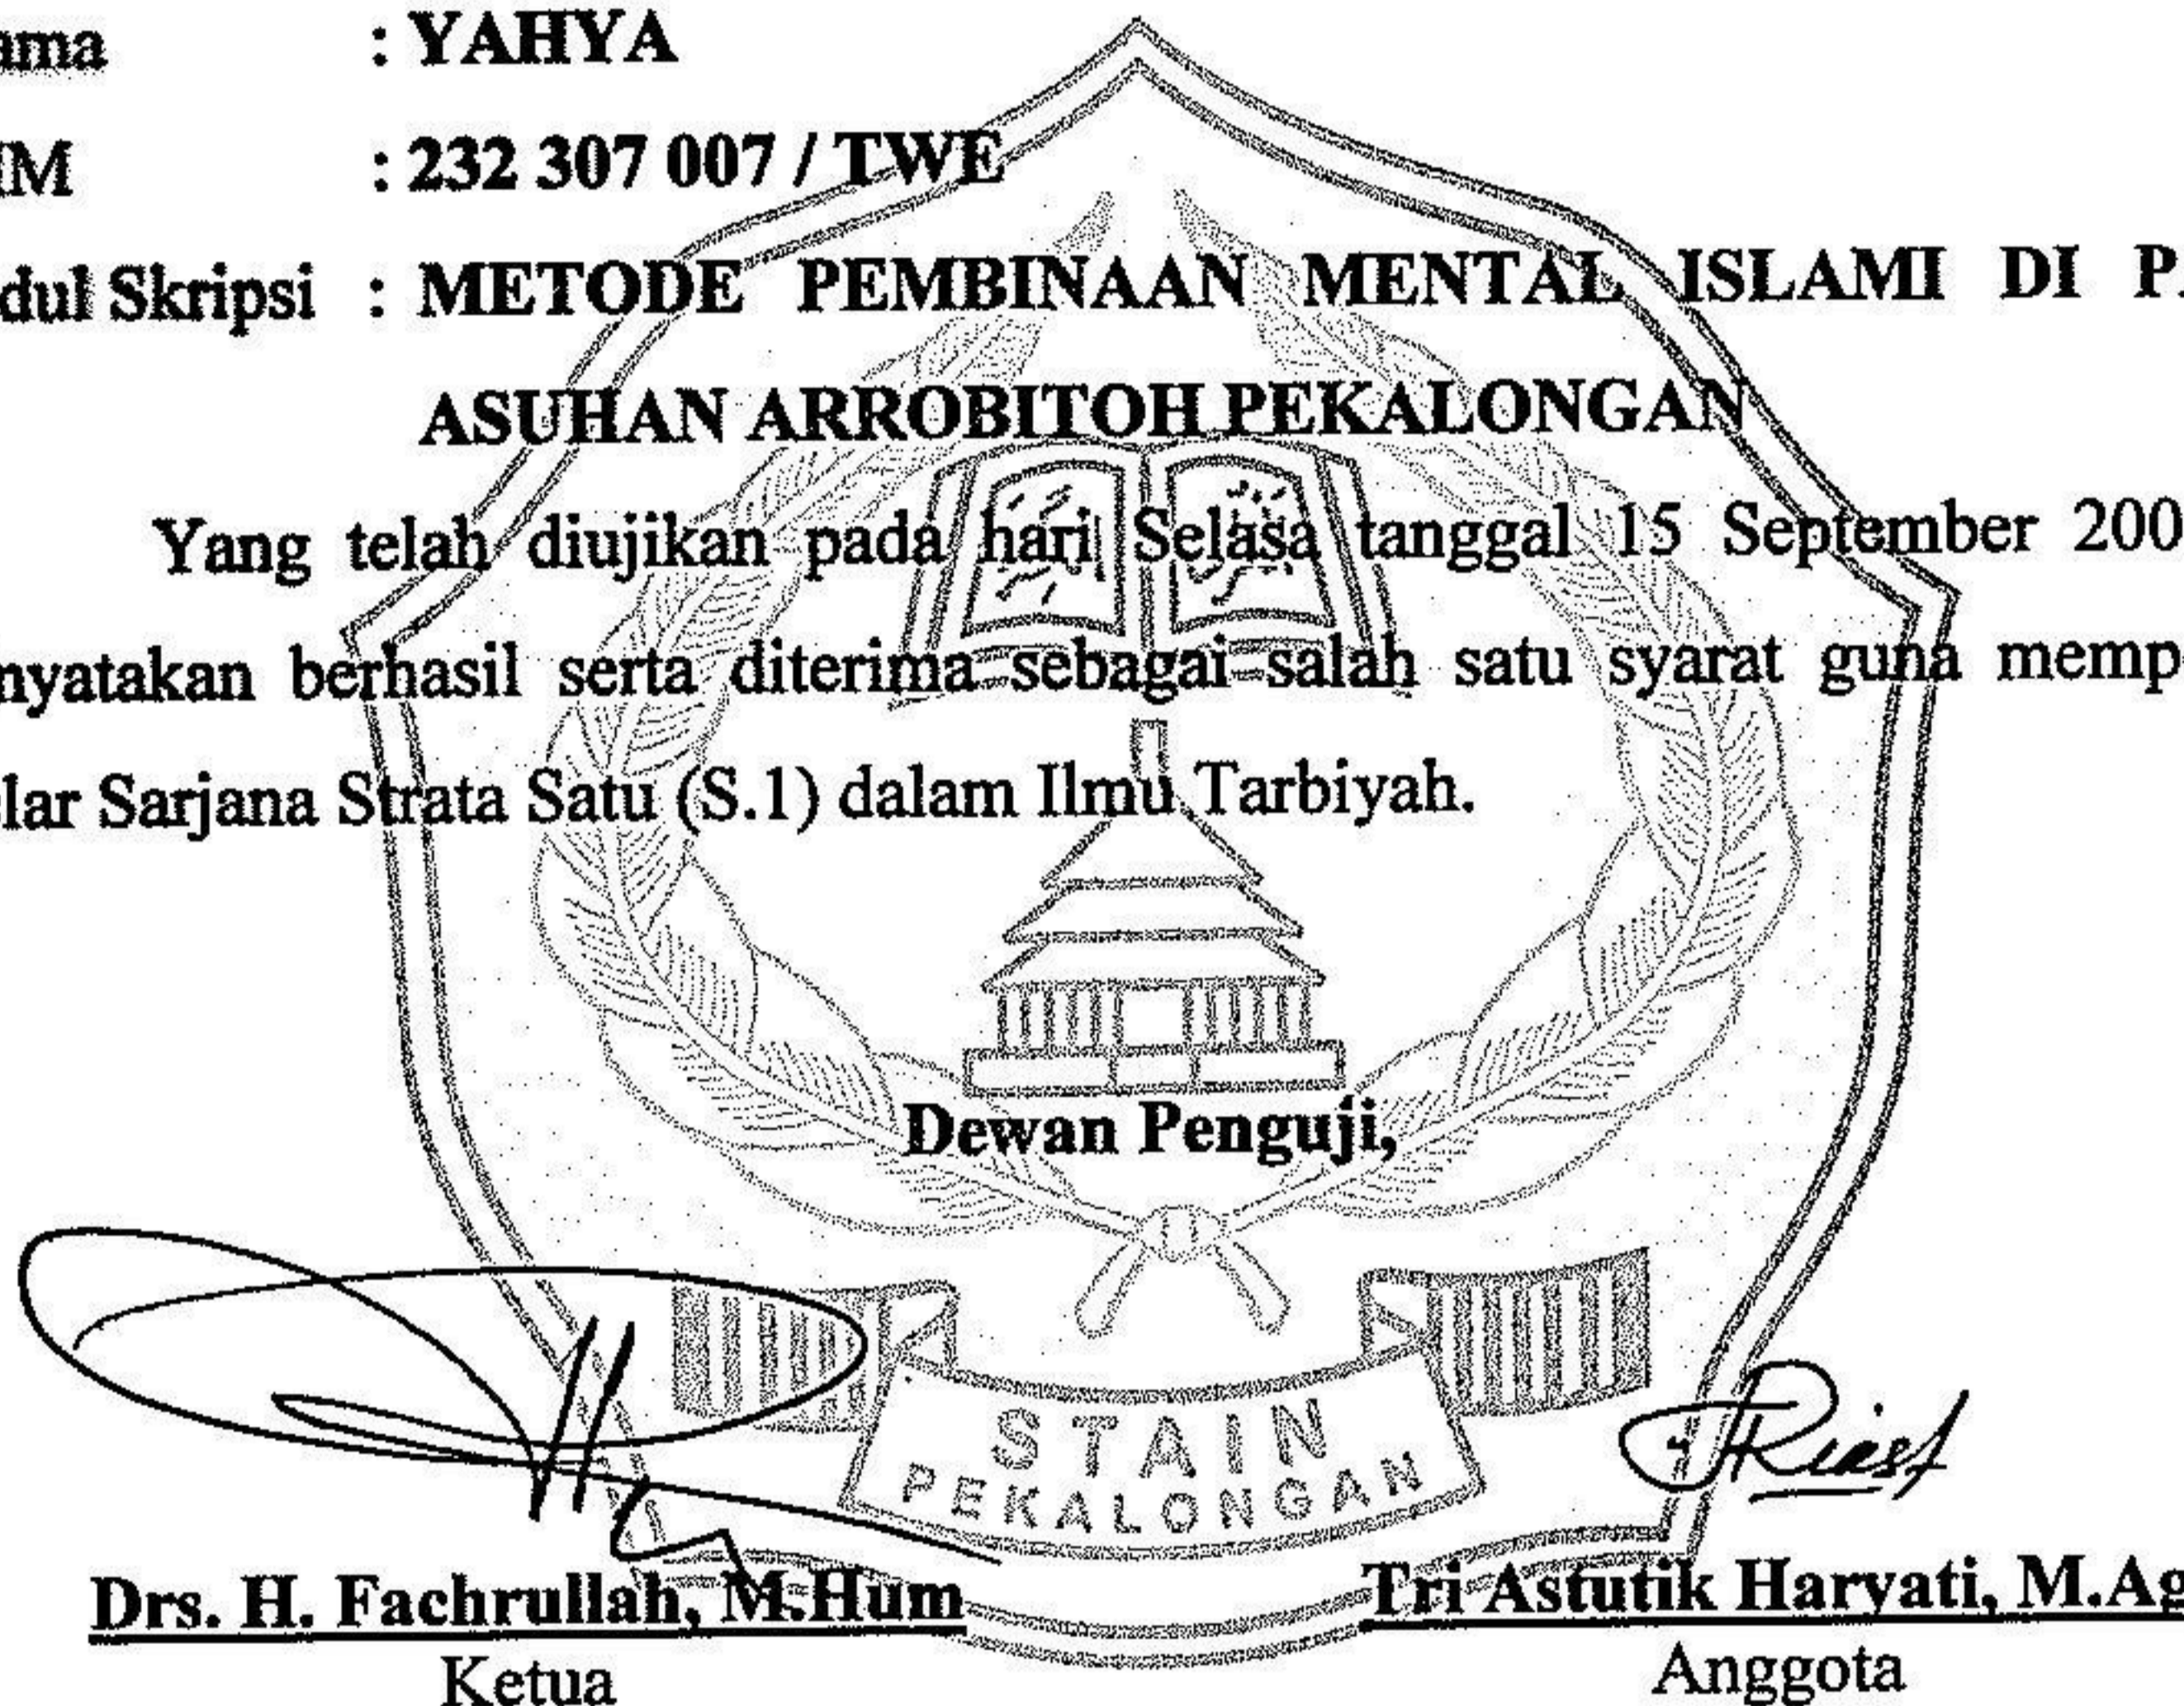 ama : YAHYA
IM : 232 307 007 / TWE
dul Skripsi : METODE PEMBINAAN MENTAL ISLAMI DI PA
ASUHAN ARROBITOH PEKALONGAN
Yang telah diujikan pada hari Selasa tanggal 15 September 200
nyatakan berhasil serta diterima sebagai salah satu syarat guna memp
lar Sarjana Strata Satu (S.1) dalam Ilmu Tarbiyah.
Dewan Penguji,
STAIN
PEKALONGAN
Drs. H. Fachrullah, M.Hum Tri Astutik Haryati, M.Ag
Ketua Anggota